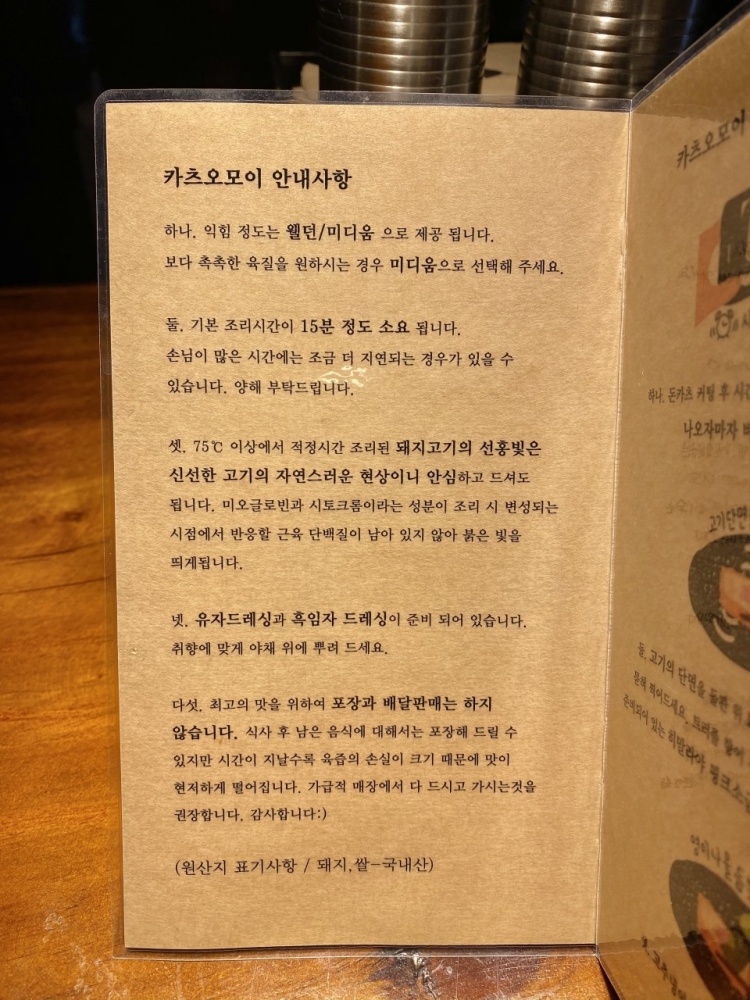 카츠오모이 안내사항
하나. 익힘 정도는 웰던/미디움 으로 제공 됩니다.
보다 촉촉한 육질을 원하시는 경우 미디움으로 선택해 주세요.
둘. 기본 조리시간이 15분 정도 소요 됩니다.
손님이 많은 시간에는 조금 더 지연되는 경우가 있을 수
있습니다. 양해 부탁드립니다.
셋. 75℃ 이상에서 적정시간 조리된 돼지고기의 선홍빛은
신선한 고기의 자연스러운 현상이니 안심하고 드셔도
됩니다. 미오글로빈과 시토크롬이라는 성분이 조리 시 변성되는
시점에서 반응할 근육 단백질이 남아 있지 않아 붉은 빛을
띄게됩니다.
넷. 유자드레싱과 흑임자 드레싱이 준비 되어 있습니다.
취향에 맞게 야채 위에 뿌려 드세요.
다섯. 최고의 맛을 위하여 포장과 배달판매는 하지
않습니다. 식사 후 남은 음식에 대해서는 포장해 드릴 수
있지만 시간이 지날수록 육즙의 손실이 크기 때문에 맛이
현저하게 떨어집니다. 가급적 매장에서 다 드시고 가시는것을
권장합니다. 감사합니다:)
(원산지 표기사항 / 돼지,쌀-국내산)
카츠오모이
하나. 돈카츠 커팅 후
나오자마자
고기단면
둘. 고기의 단면을
준비되어 있는 히말라야 핑크